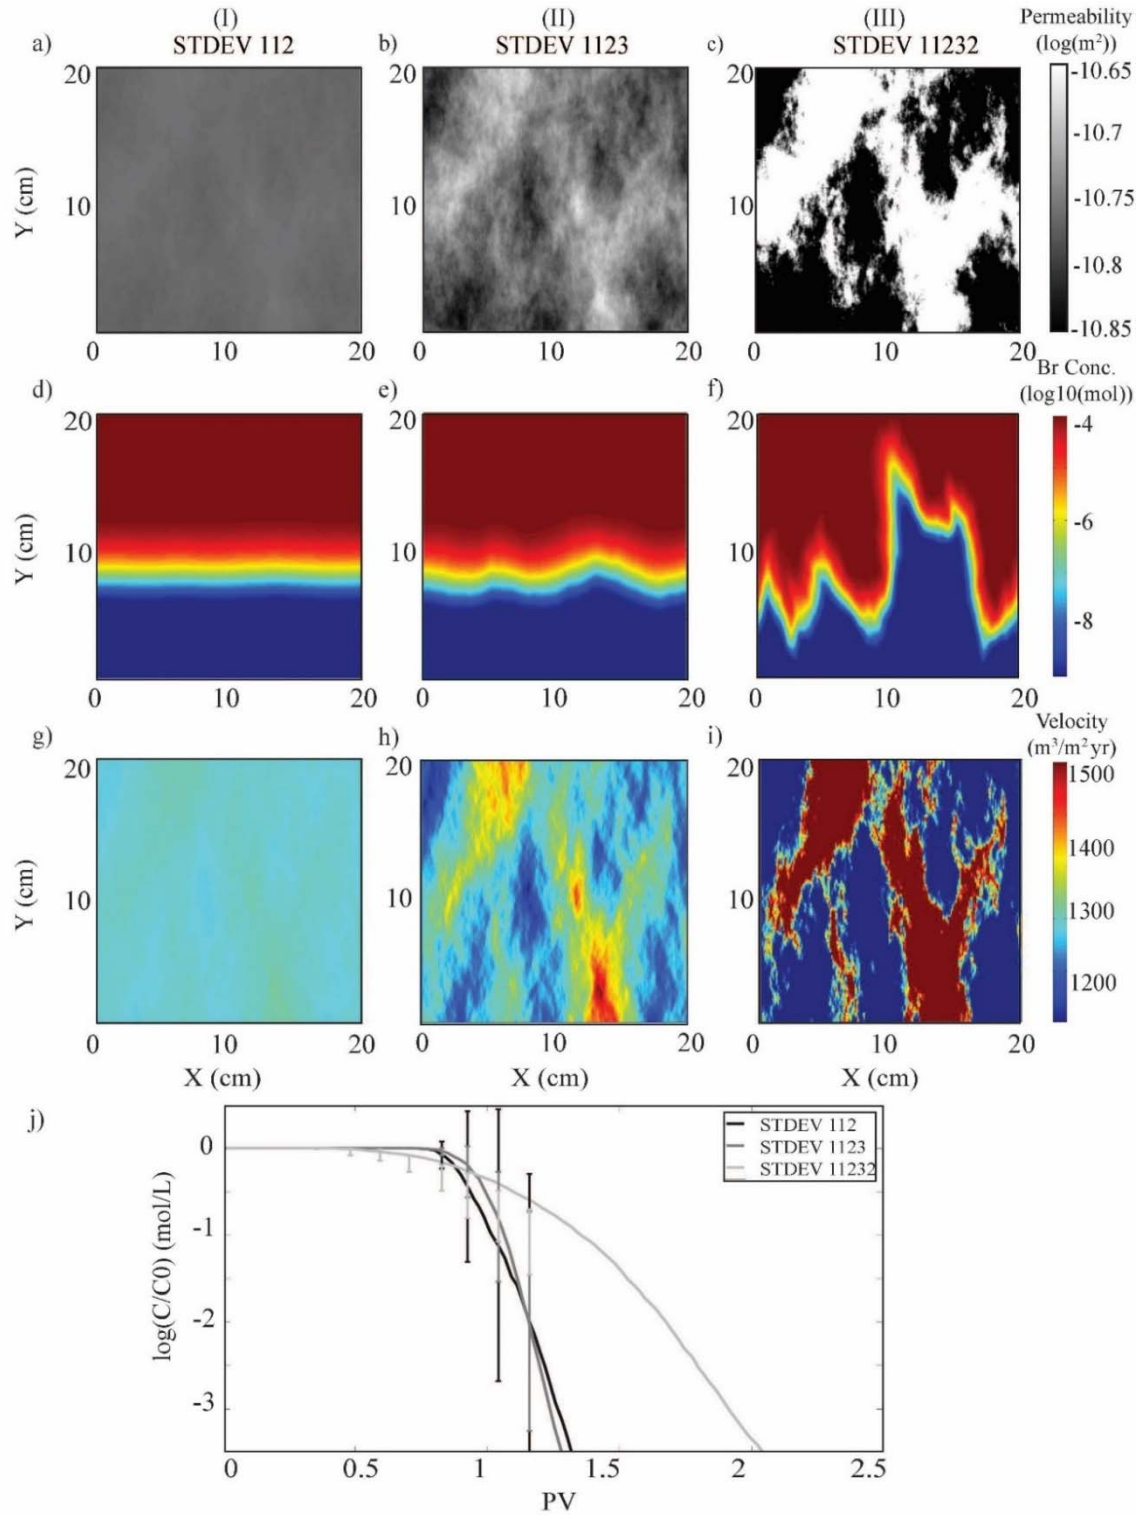 (I) (II) (III) Permeability
a) STDEV 112 b) STDEV 1123 c) STDEV 11232 (log(m²))
20 20 20 -10.65
-10.7
Y (cm) 10 10 10 -10.75
-10.8
-10.85
0 10 20 0 10 20 0 10 20
Br Conc.
d) e) f) (log10(mol))
20 20 20 -4
-6
Y (cm) 10 10 10
-8
0 10 20 0 10 20 0 10 20
g) h) i) Velocity
(m³/m² yr)
20 20 20 1500
1400
Y (cm) 10 10 10 1300
1200
0 10 20 0 10 20 0 10 20
X (cm) X (cm) X (cm)
j)
STDEV 112
STDEV 1123
STDEV 11232
log(C/C0) (mol/L)
0
-1
-2
-3
0 0.5 1 1.5 2 2.5
PV